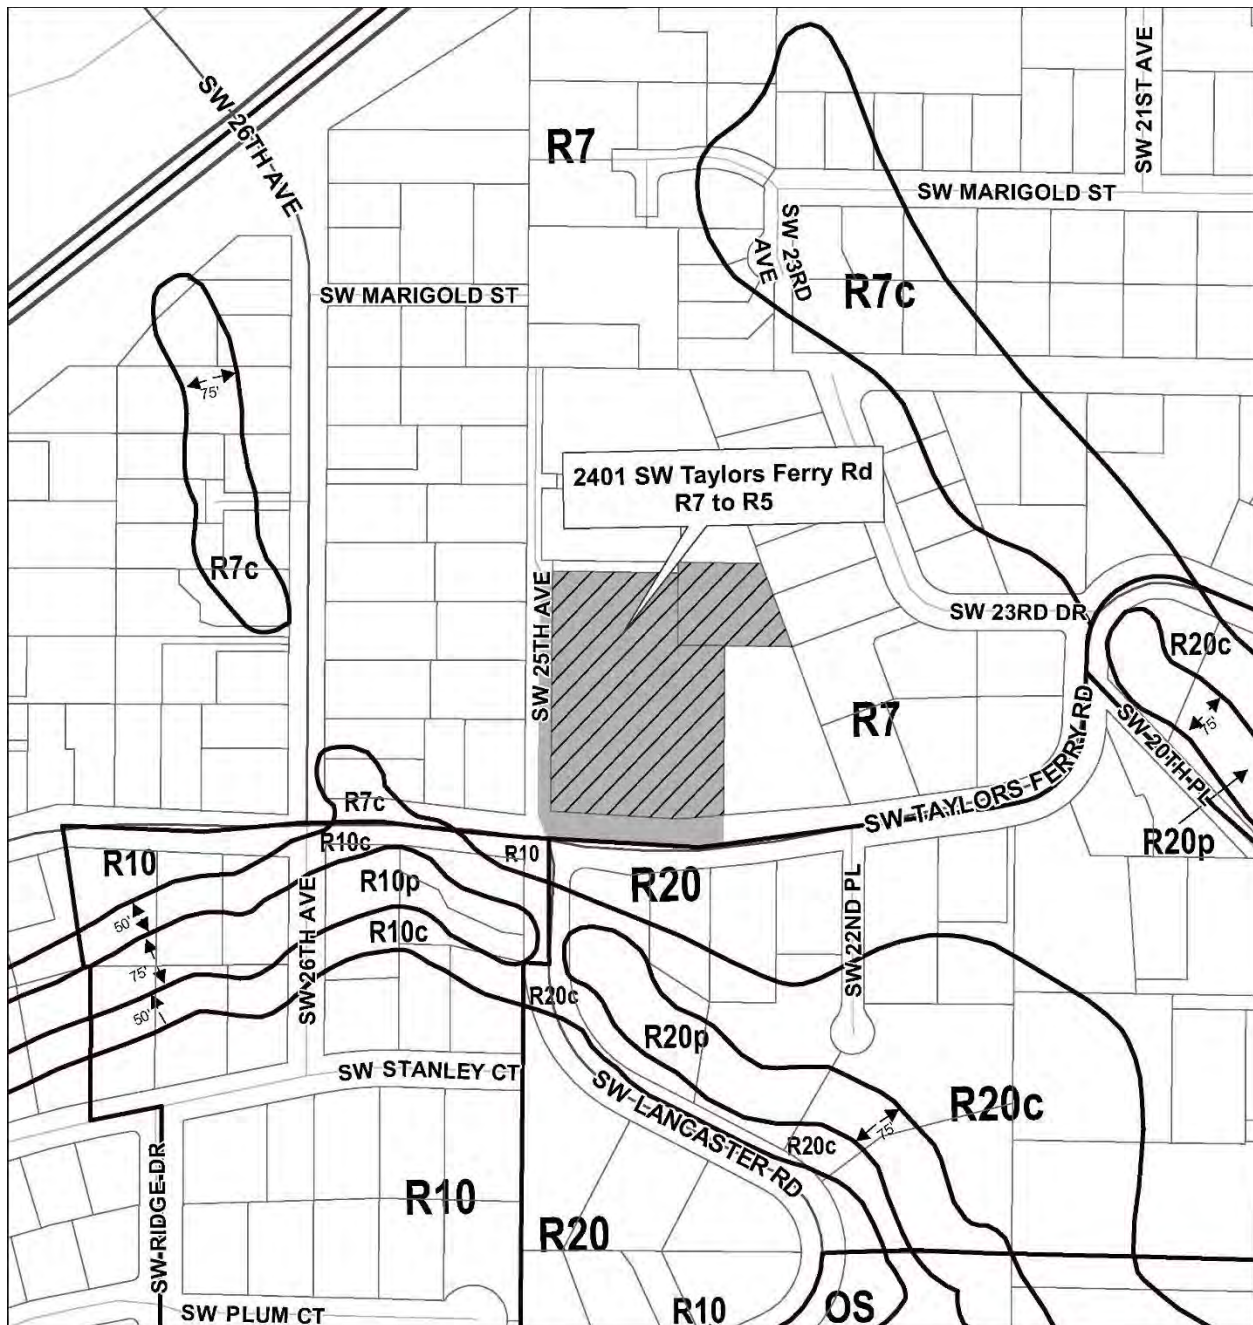 SW 26TH AVE
R7
SW 21ST AVE
SW MARIGOLD ST
SW 23RD
AVE
R7c
SW MARIGOLD ST
75'
2401 SW Taylors Ferry Rd
R7 to R5
R7c
SW 25TH AVE
SW 23RD DR
R20c
R7
75'
SW 20TH PL
SW TAYLORS FERRY RD
R7c
R10c
R10
R20p
R10
R10p
R20
50'
R10c
SW 26TH AVE
SW 22ND PL
75'
R20c
50'
R20p
SW STANLEY CT
R20c
75'
R20c
SW LANCASTER RD
SW RIDGE DR
R10
R20
R10
OS
SW PLUM CT